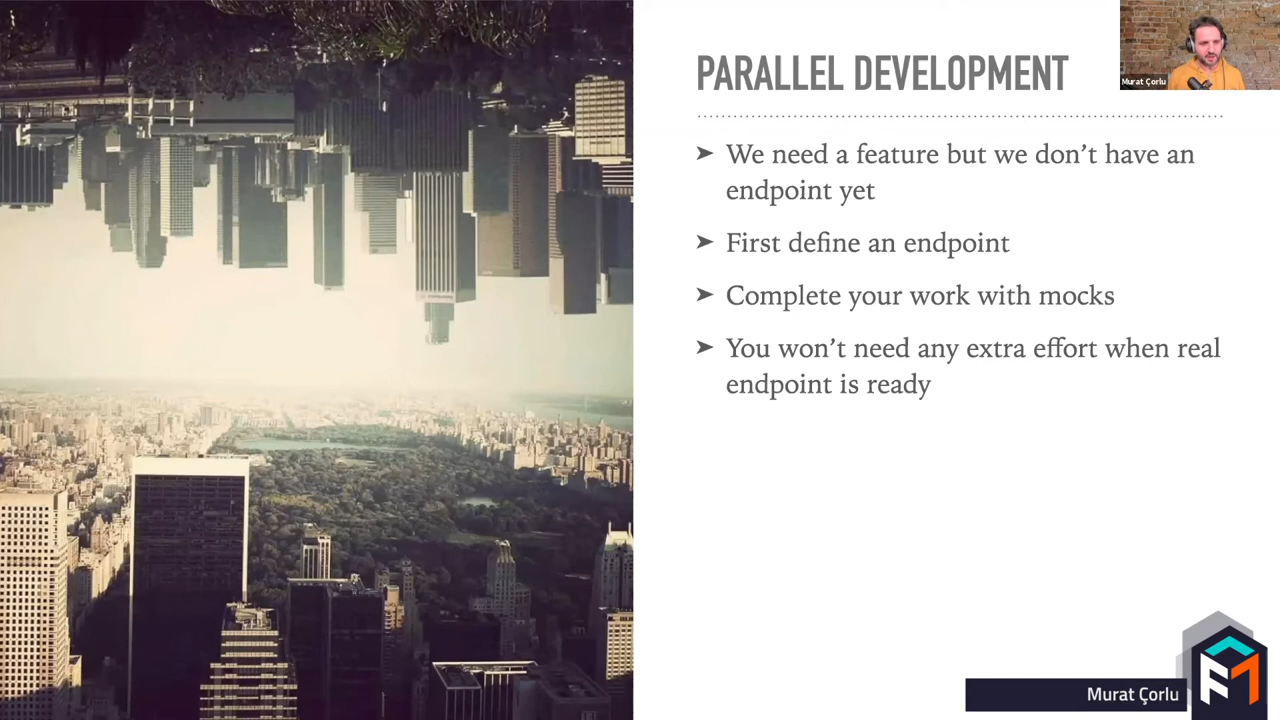 PARALLEL DEVELOPMENT
Murat Çorlu
➤ We need a feature but we don’t have an
endpoint yet
➤ First define an endpoint
➤ Complete your work with mocks
➤ You won’t need any extra effort when real
endpoint is ready
Murat Çorlu